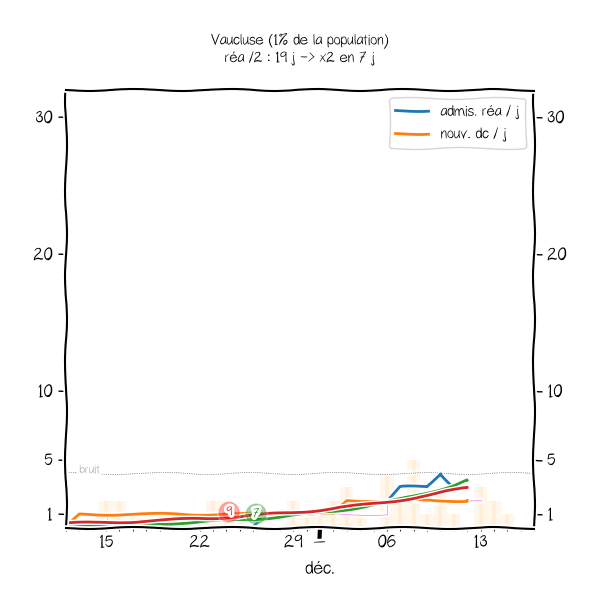 Vaucluse (1% de la population)
réa /2 : 19 j -> x2 en 7 j
admis. réa / j
nouv. dc / j
30
30
20
20
10
10
5
5
bruit
1
1
9
7
15
22
29
06
13
déc.